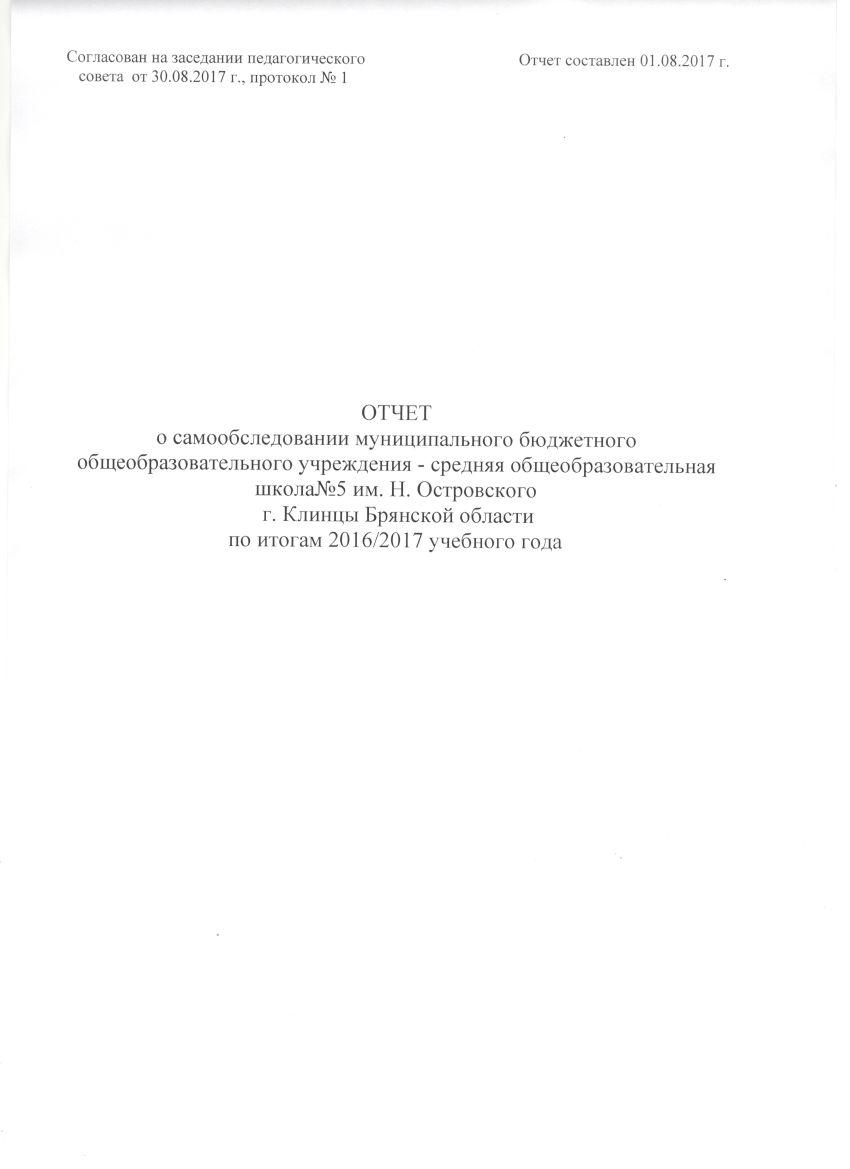 Согласован на заседании педагогического
совета от 30.08.2017 г., протокол № 1
Отчет составлен 01.08.2017 г.
ОТЧЕТ
о самообследовании муниципального бюджетного
общеобразовательного учреждения - средняя общеобразовательная
школа№5 им. Н. Островского
г. Клинцы Брянской области
по итогам 2016/2017 учебного года